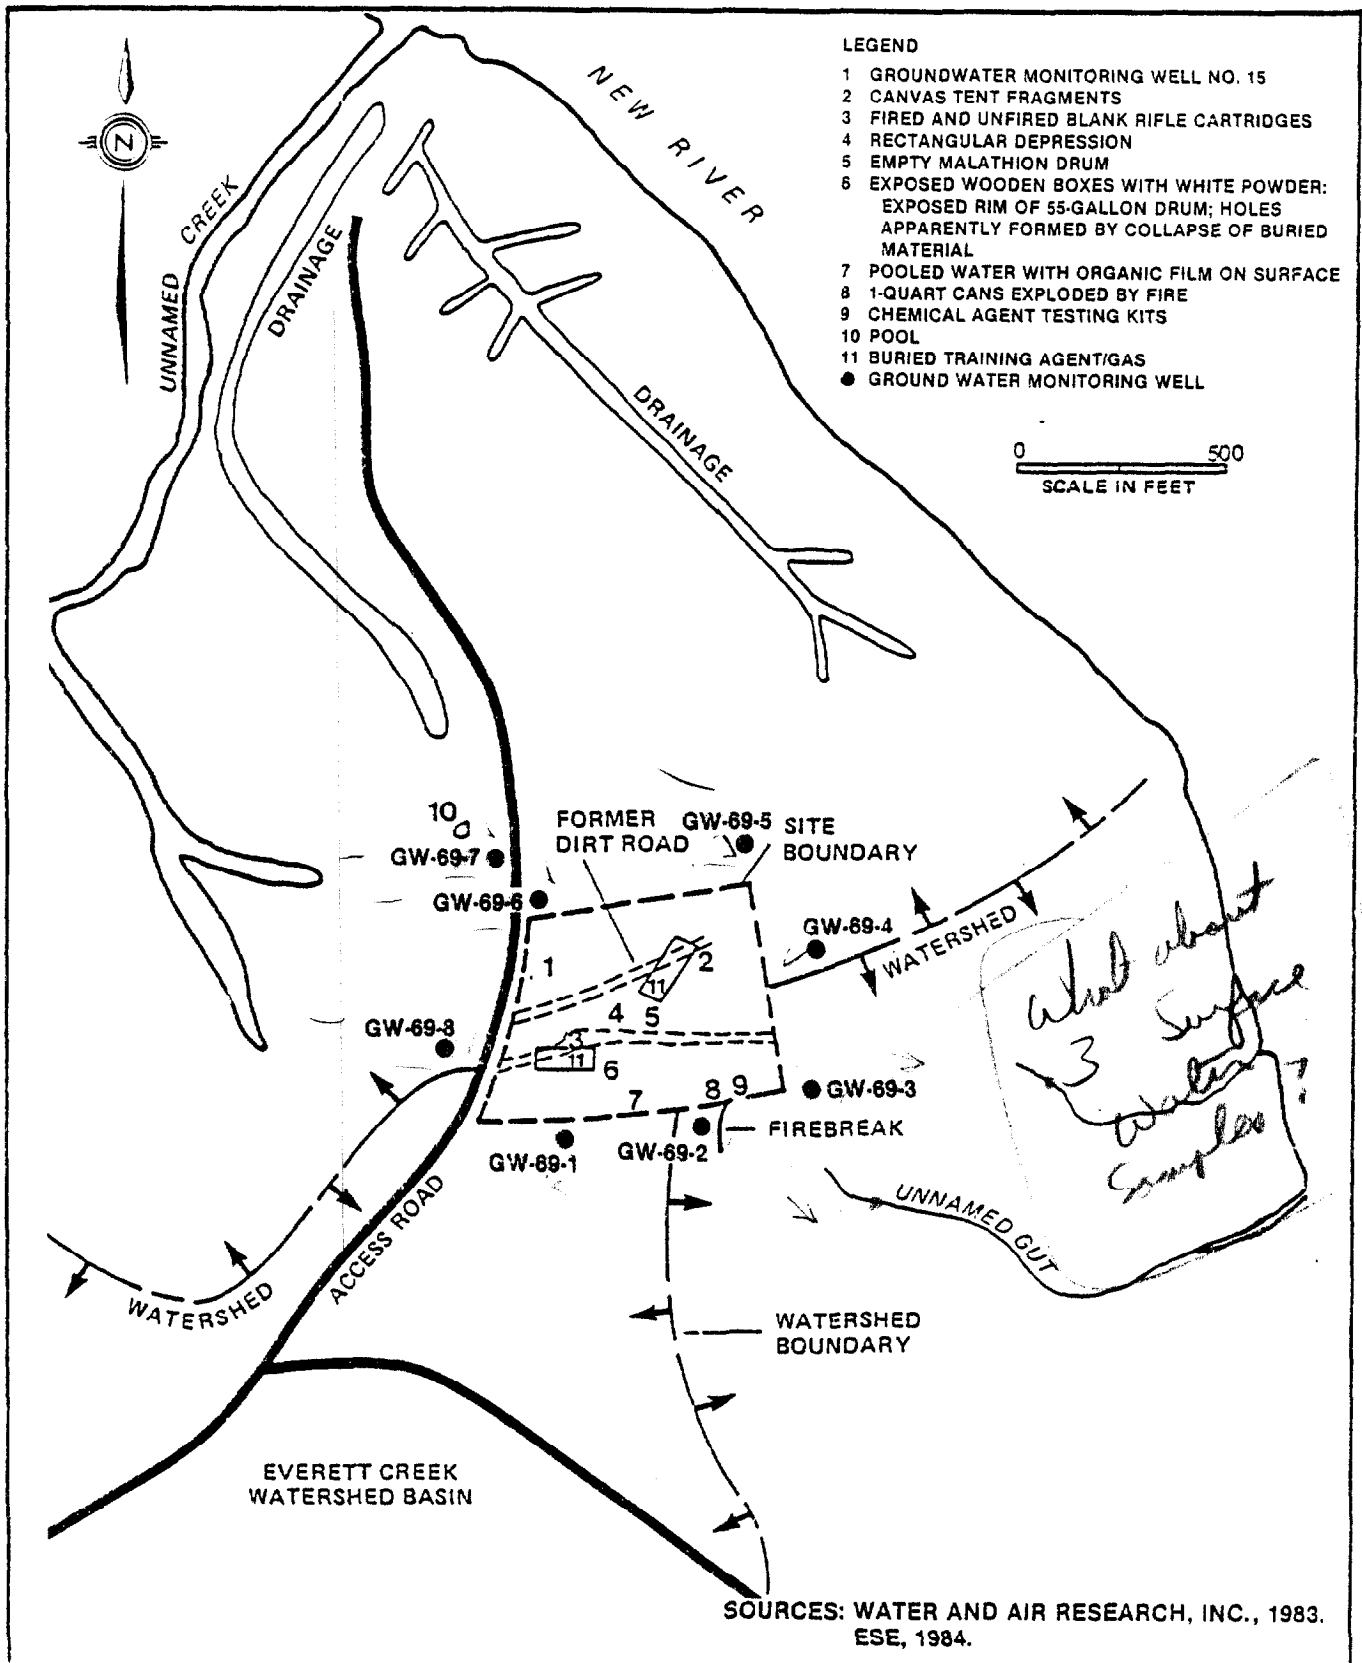 LEGEND
1 GROUNDWATER MONITORING WELL NO. 15
2 CANVAS TENT FRAGMENTS
3 FIRED AND UNFIRED BLANK RIFLE CARTRIDGES
4 RECTANGULAR DEPRESSION
5 EMPTY MALATHION DRUM
6 EXPOSED WOODEN BOXES WITH WHITE POWDER:
EXPOSED RIM OF 55-GALLON DRUM; HOLES
APPARENTLY FORMED BY COLLAPSE OF BURIED
MATERIAL
7 POOLED WATER WITH ORGANIC FILM ON SURFACE
8 1-QUART CANS EXPLODED BY FIRE
9 CHEMICAL AGENT TESTING KITS
10 POOL
11 BURIED TRAINING AGENT/GAS
● GROUND WATER MONITORING WELL
0 500
SCALE IN FEET
N
NEW RIVER
UNNAMED CREEK
DRAINAGE
DRAINAGE
10
GW-69-7
GW-69-6
FORMER
DIRT ROAD
GW-69-5
SITE
BOUNDARY
GW-69-4
WATERSHED
1
2
11
4
5
3
11
6
GW-69-8
7
8
9
GW-69-3
FIREBREAK
GW-69-1
GW-69-2
What about
3 Surface
Water
Samples ?
UNNAMED GUT
ACCESS ROAD
WATERSHED
WATERSHED
BOUNDARY
EVERETT CREEK
WATERSHED BASIN
SOURCES: WATER AND AIR RESEARCH, INC., 1983.
ESE, 1984.